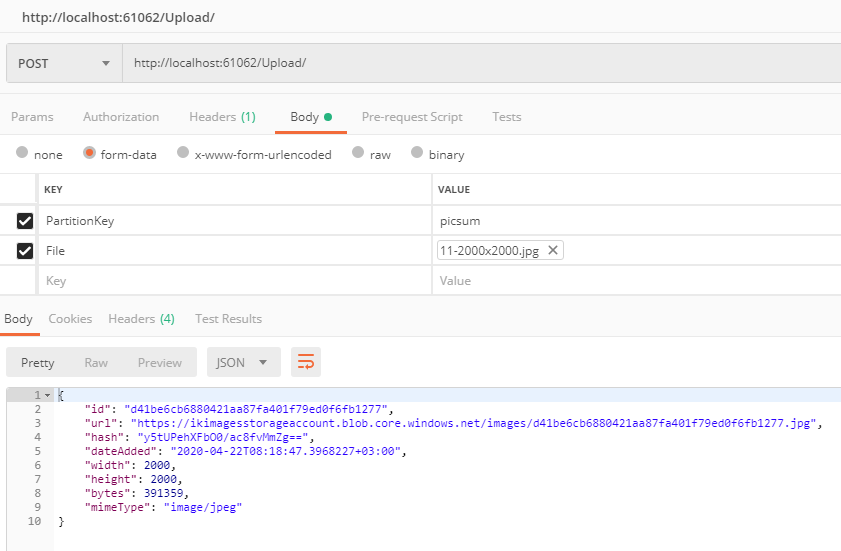 http://localhost:61062/Upload/
POST http://localhost:61062/Upload/
Params Authorization Headers (1) Body Pre-request Script Tests
none form-data x-www-form-urlencoded raw binary
KEY VALUE
PartitionKey picsum
File 11-2000x2000.jpg
Key Value
Body Cookies Headers (4) Test Results
Pretty Raw Preview JSON
1 {
2 "id": "d41be6cb6880421aa87fa401f79ed0f6fb1277",
3 "url": "https://ikimagesstorageaccount.blob.core.windows.net/images/d41be6cb6880421aa87fa401f79ed0f6fb1277.jpg",
4 "hash": "y5tUPehXFbO0/ac8fvMmZg==",
5 "dateAdded": "2020-04-22T08:18:47.3968227+03:00",
6 "width": 2000,
7 "height": 2000,
8 "bytes": 391359,
9 "mimeType": "image/jpeg"
10 }